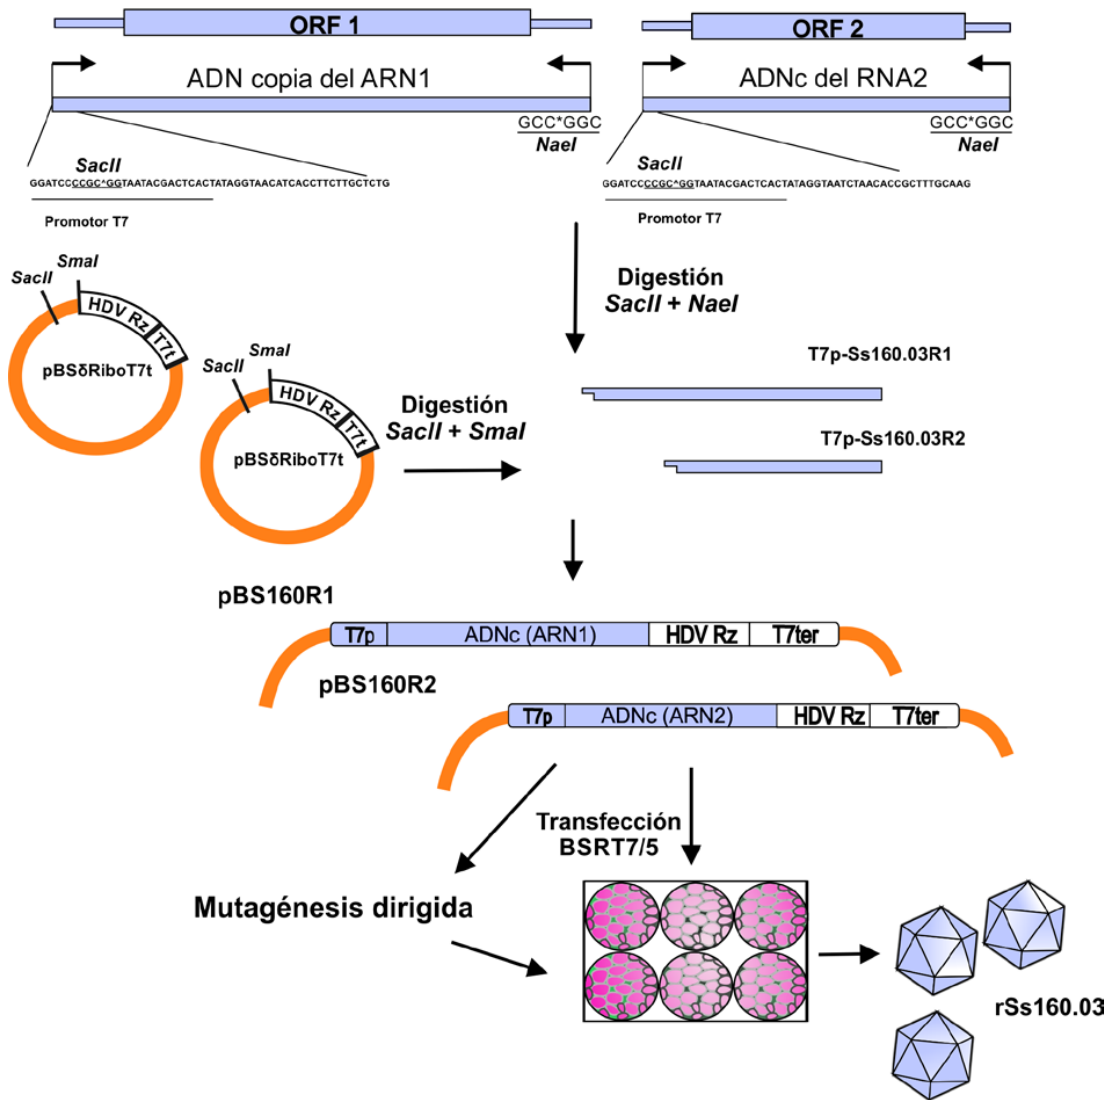 ORF 1
ORF 2
ADN copia del ARN1
ADNc del RNA2
GCC*GGC
NaeI
GCC*GGC
NaeI
SacII
GGATCCCCGC^GGTAATACGACTCACTATAGGTAACATCACCTTCTTGCTCTG
Promotor T7
SacII
GGATCCCCGC^GGTAATACGACTCACTATAGGTAATCTAACACCGCTTTGCAAG
Promotor T7
SacII
SmaI
HDV Rz
T7t
pBSδRiboT7t
SacII
SmaI
HDV Rz
T7t
pBSδRiboT7t
Digestión
SacII + NaeI
Digestión
SacII + SmaI
T7p-Ss160.03R1
T7p-Ss160.03R2
pBS160R1
T7p
ADNc (ARN1)
HDV Rz
T7ter
pBS160R2
T7p
ADNc (ARN2)
HDV Rz
T7ter
Transfección
BSRT7/5
Mutagénesis dirigida
rSs160.03